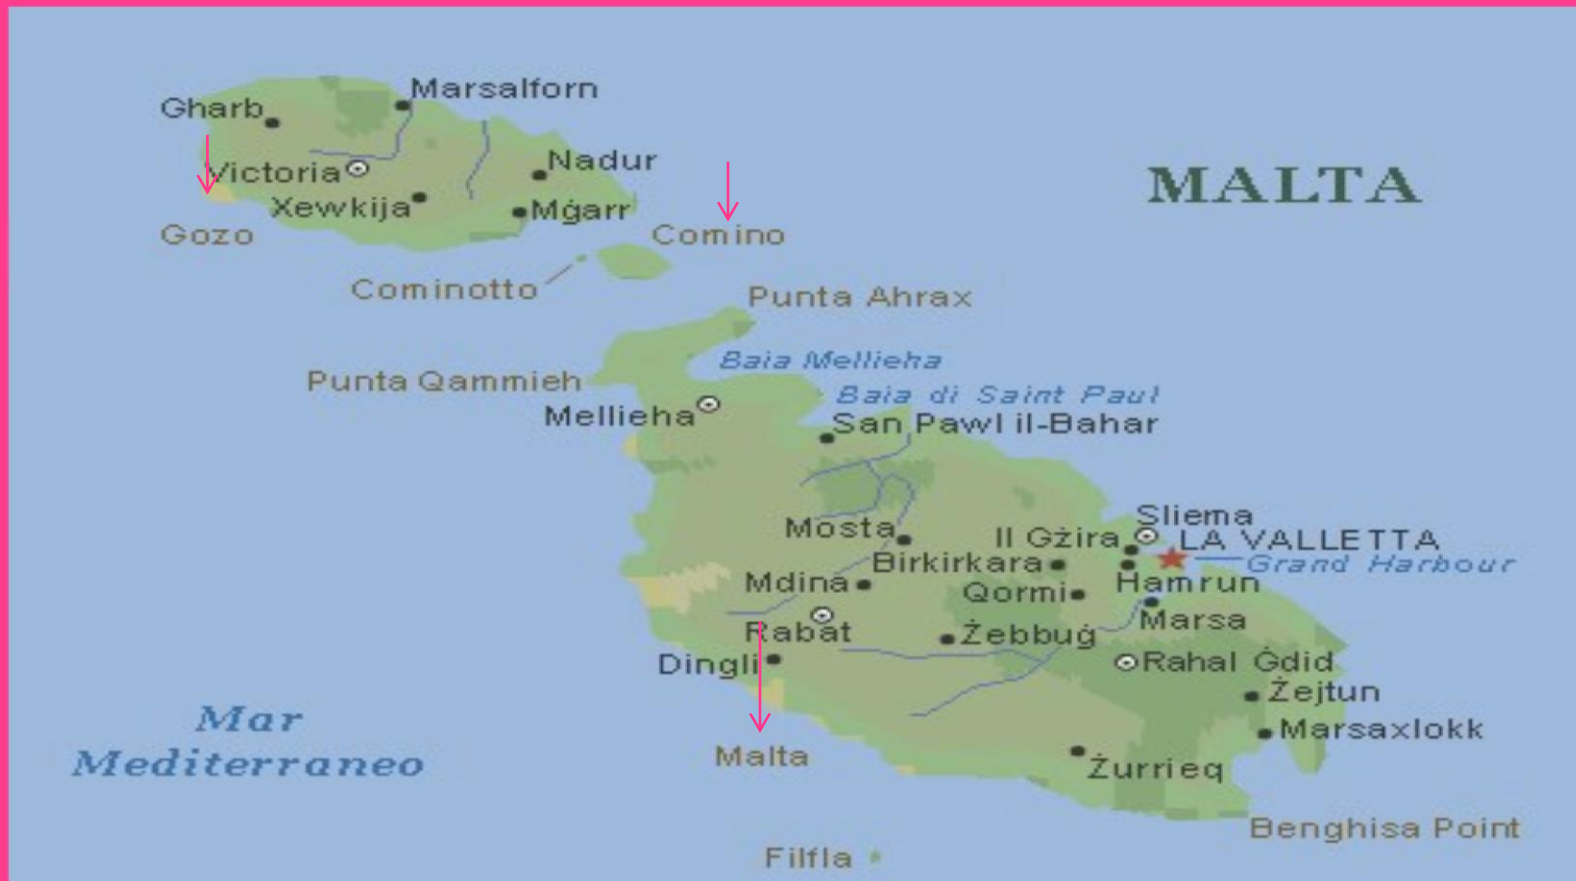 Marsalforn
Gharb
Nadur
Victoria
MALTA
Xewkija
Mġarr
Gozo
Comino
Cominotto
Punta Ahrax
Baia Mellieha
Punta Qammieh
Baia di Saint Paul
Mellieha
San Pawl il-Bahar
Sliema
Mosta
Il Gżira
LA VALLETTA
Birkirkara
Grand Harbour
Mdina
Hamrun
Qormi
Marsa
Rabat
Żebbuġ
Dingli
Rahal Ġdid
Żejtun
Mar
Mediterraneo
Marsaxlokk
Malta
Żurrieq
Benghisa Point
Filfla